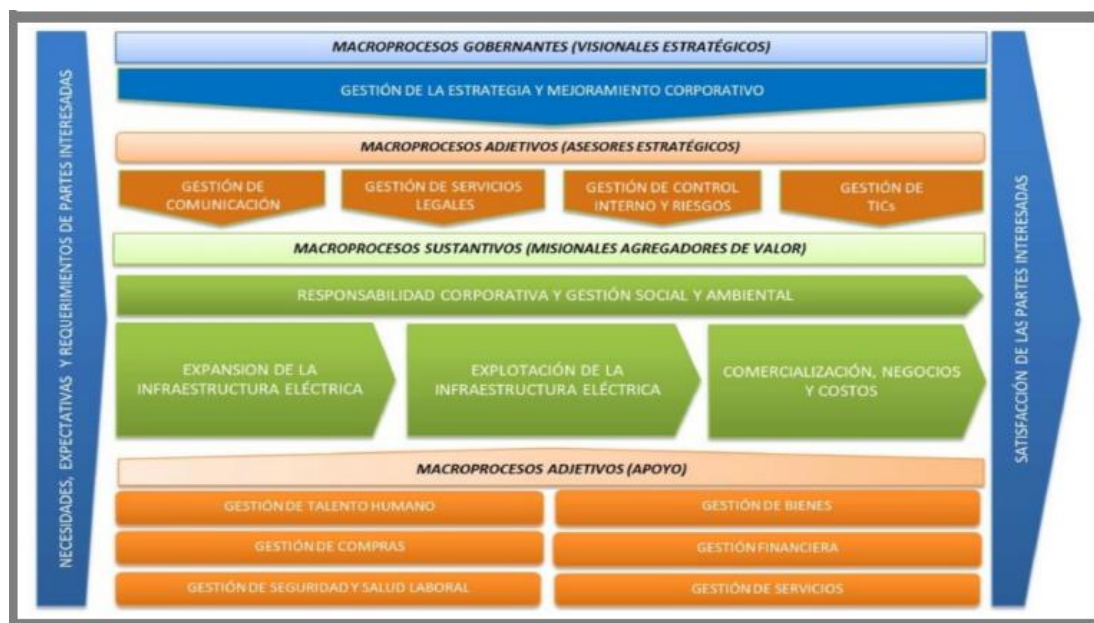 NECESIDADES, EXPECTATIVAS Y REQUERIMIENTOS DE PARTES INTERESADAS
MACROPROCESOS GOBERNANTES (VISIONALES ESTRATÉGICOS)
GESTIÓN DE LA ESTRATEGIA Y MEJORAMIENTO CORPORATIVO
MACROPROCESOS ADJETIVOS (ASESORES ESTRATÉGICOS)
GESTIÓN DE
COMUNICACIÓN
GESTIÓN DE SERVICIOS
LEGALES
GESTIÓN DE CONTROL
INTERNO Y RIESGOS
GESTIÓN DE
TICs
MACROPROCESOS SUSTANTIVOS (MISIONALES AGREGADORES DE VALOR)
RESPONSABILIDAD CORPORATIVA Y GESTIÓN SOCIAL Y AMBIENTAL
EXPANSION DE LA
INFRAESTRUCTURA ELÉCTRICA
EXPLOTACIÓN DE LA
INFRAESTRUCTURA ELÉCTRICA
COMERCIALIZACIÓN, NEGOCIOS
Y COSTOS
MACROPROCESOS ADJETIVOS (APOYO)
GESTIÓN DE TALENTO HUMANO
GESTIÓN DE BIENES
GESTIÓN DE COMPRAS
GESTIÓN FINANCIERA
GESTIÓN DE SEGURIDAD Y SALUD LABORAL
GESTIÓN DE SERVICIOS
SATISFACCIÓN DE LAS PARTES INTERESADAS